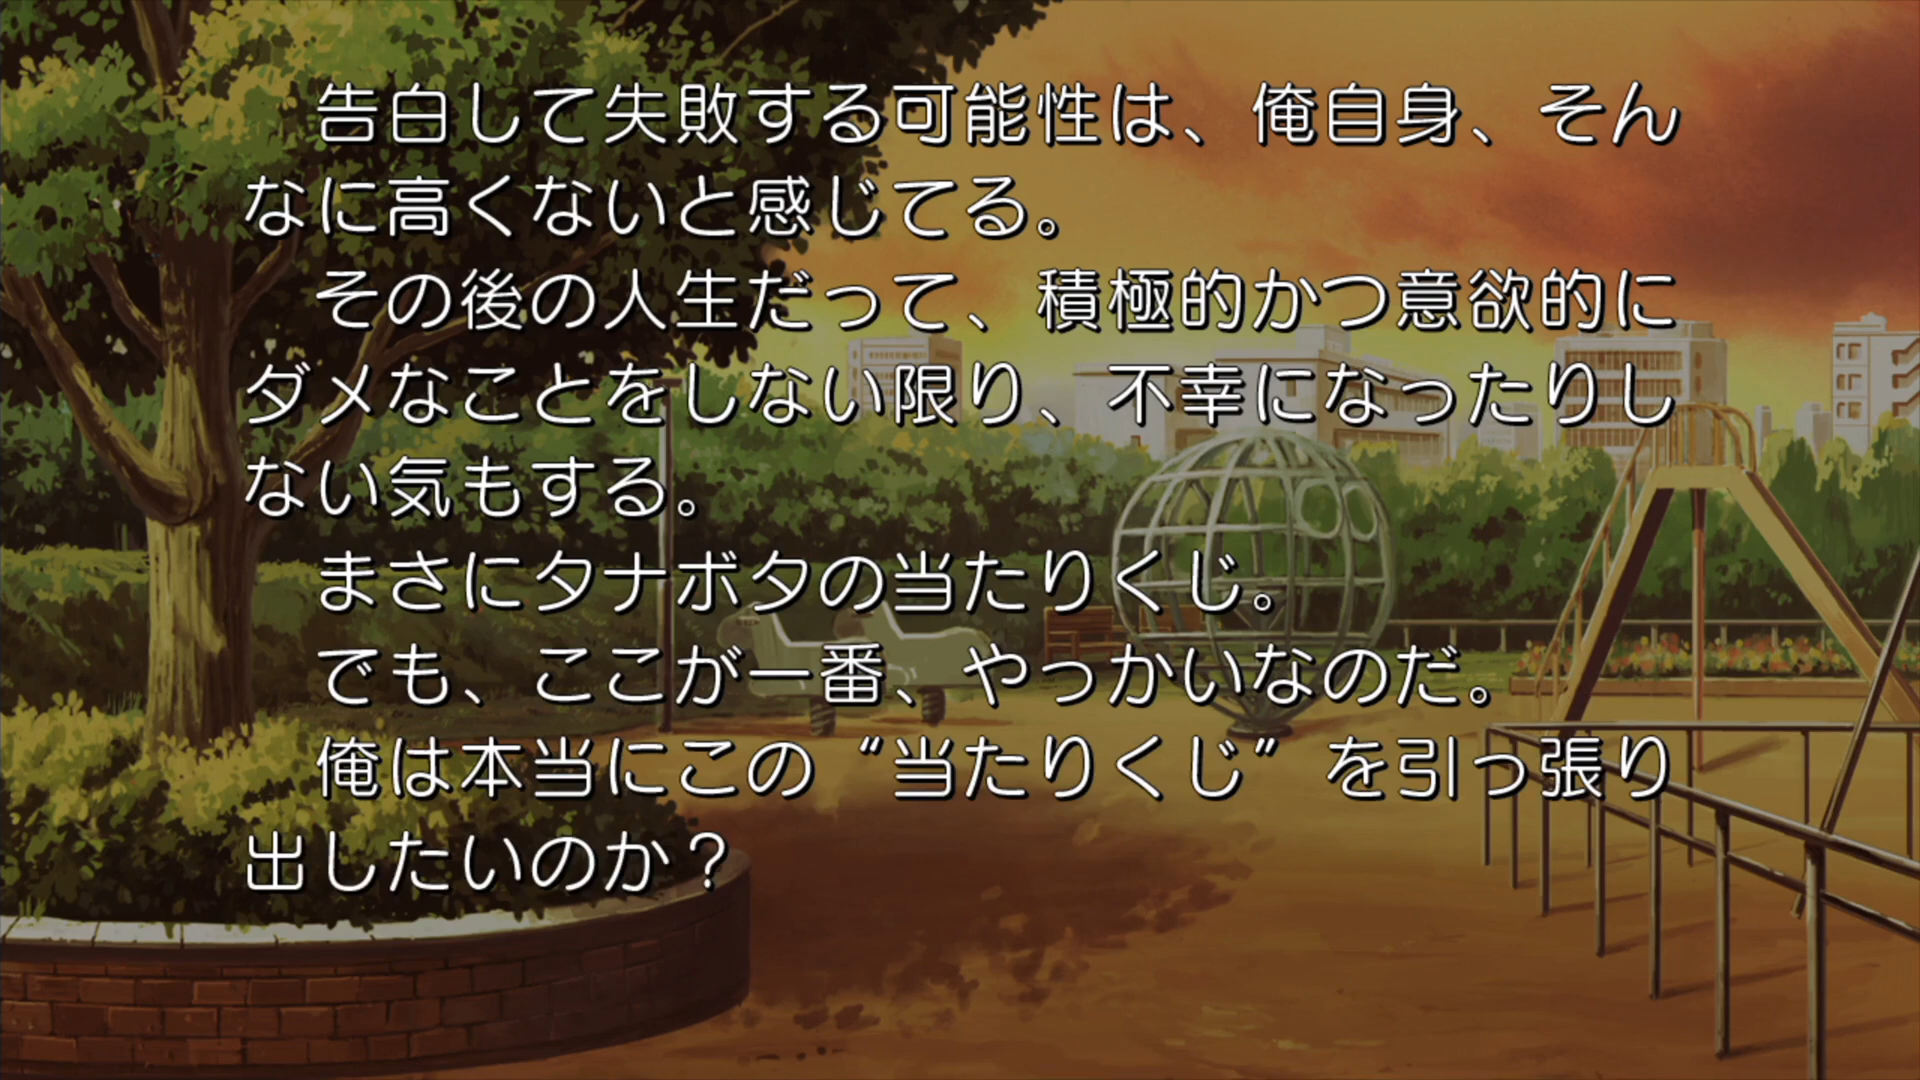 告白して失敗する可能性は、俺自身、そん
なに高くないと感じてる。
その後の人生だって、積極的かつ意欲的に
ダメなことをしない限り、不幸になったりし
ない気もする。
まさにタナボタの当たりくじ。
でも、ここが一番、やっかいなのだ。
俺は本当にこの“当たりくじ”を引っ張り
出したいのか？